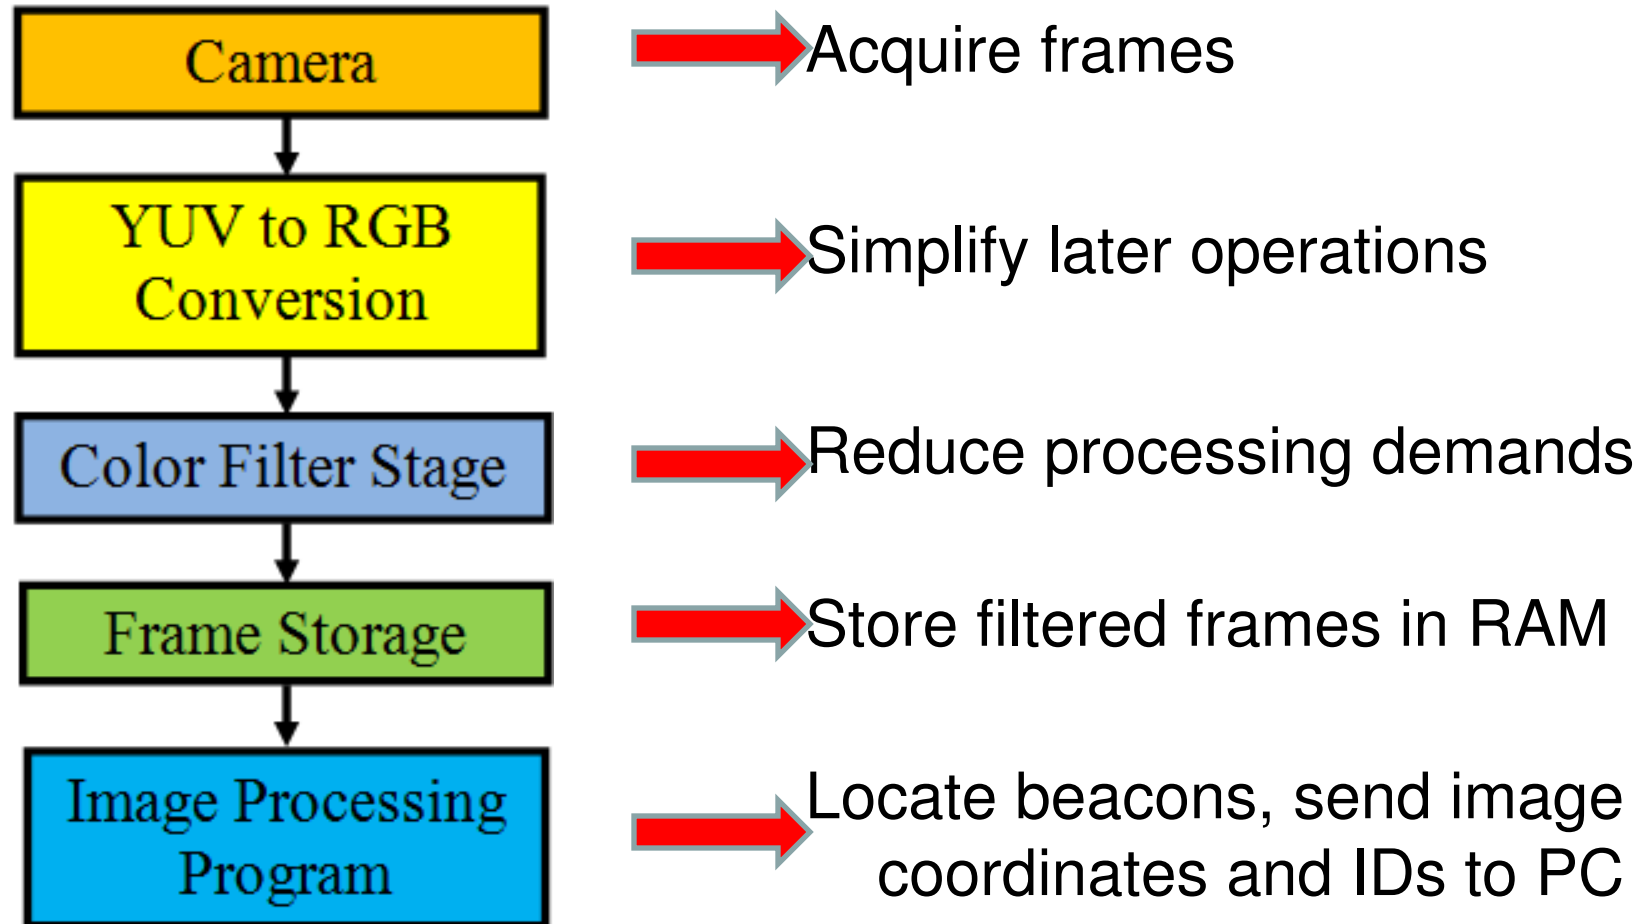 Camera
Acquire frames
YUV to RGB
Conversion
Simplify later operations
Color Filter Stage
Reduce processing demands
Frame Storage
Store filtered frames in RAM
Image Processing
Program
Locate beacons, send image
coordinates and IDs to PC